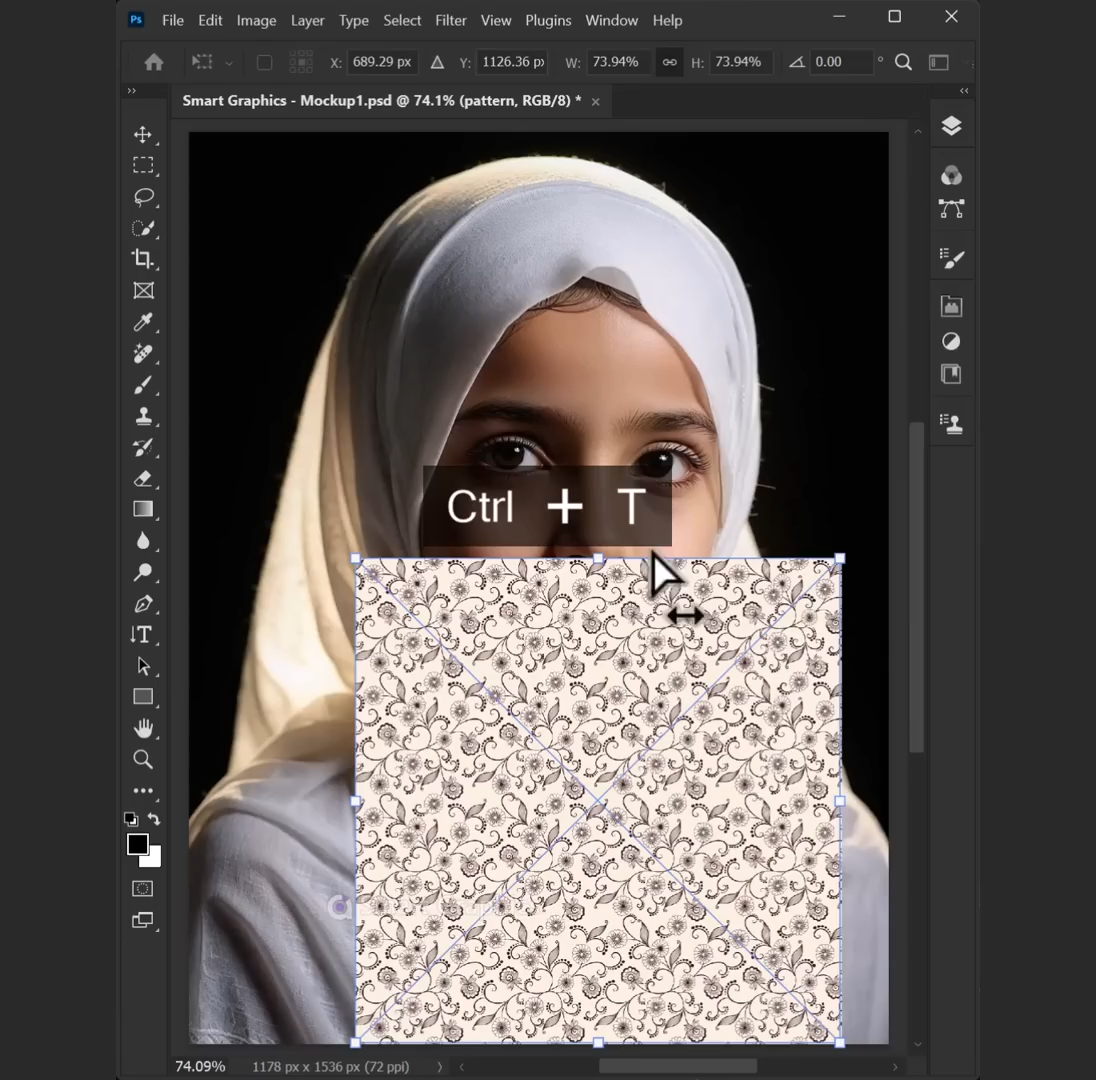 Ps File Edit Image Layer Type Select Filter View Plugins Window Help
X: 689.29 px Y: 1126.36 p W: 73.94% H: 73.94% 0.00 °
Smart Graphics - Mockup1.psd @ 74.1% (pattern, RGB/8) *
Ctrl + T
74.09% 1178 px x 1536 px (72 ppi)